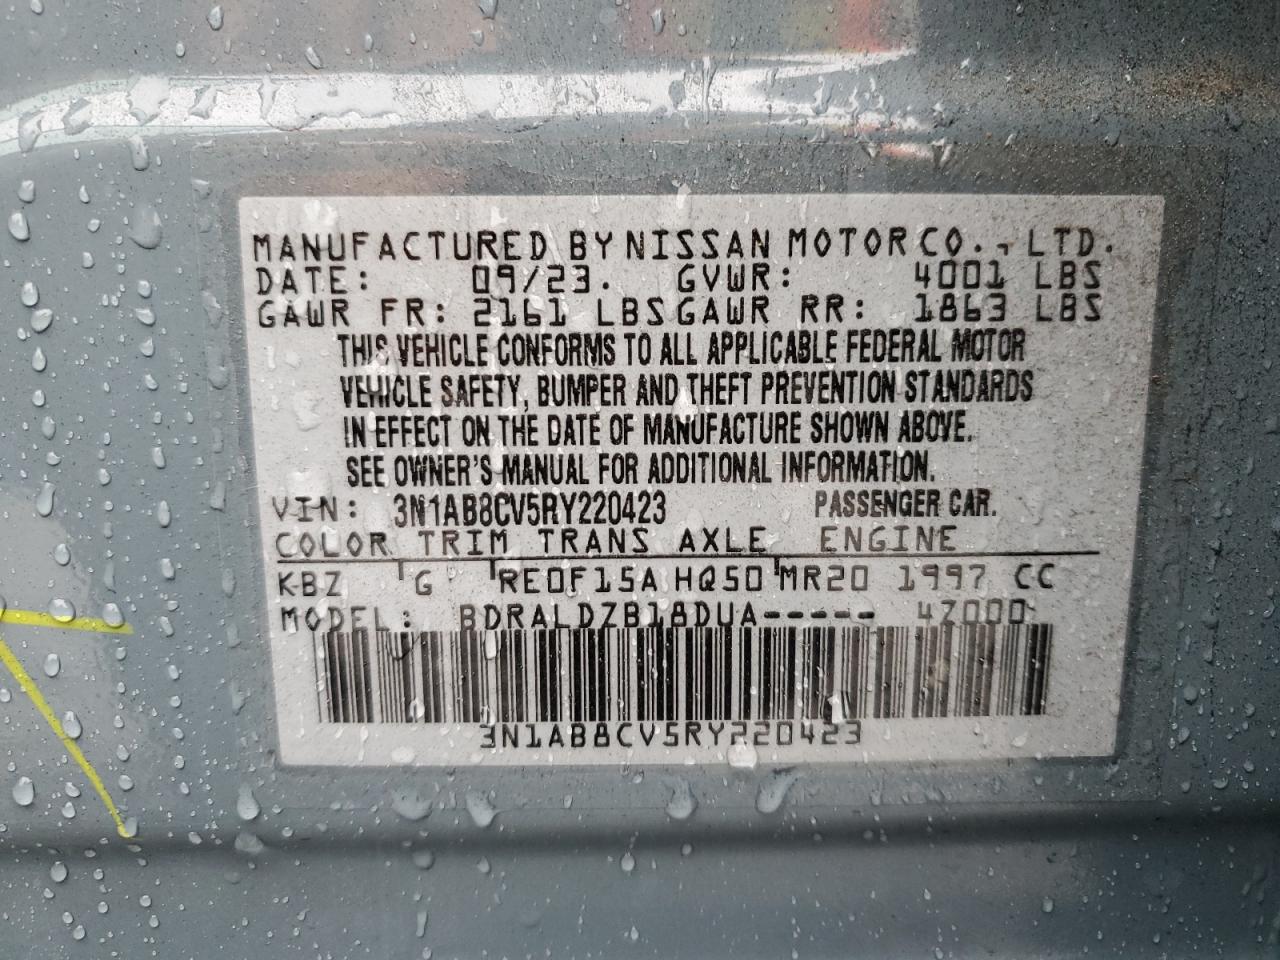 MANUFACTURED BY NISSAN MOTOR CO., LTD.
DATE: 09/23. GVWR: 4001 LBS
GAWR FR: 2161 LBS GAWR RR: 1863 LBS
THIS VEHICLE CONFORMS TO ALL APPLICABLE FEDERAL MOTOR
VEHICLE SAFETY, BUMPER AND THEFT PREVENTION STANDARDS
IN EFFECT ON THE DATE OF MANUFACTURE SHOWN ABOVE.
SEE OWNER'S MANUAL FOR ADDITIONAL INFORMATION.
VIN: 3N1AB8CV5RY220423 PASSENGER CAR.
COLOR TRIM TRANS AXLE ENGINE
KBZ G RE0F15A HQ50 MR20 1997 CC
MODEL: BDRALDZB18DUA----- 4Z000
3N1AB8CV5RY220423